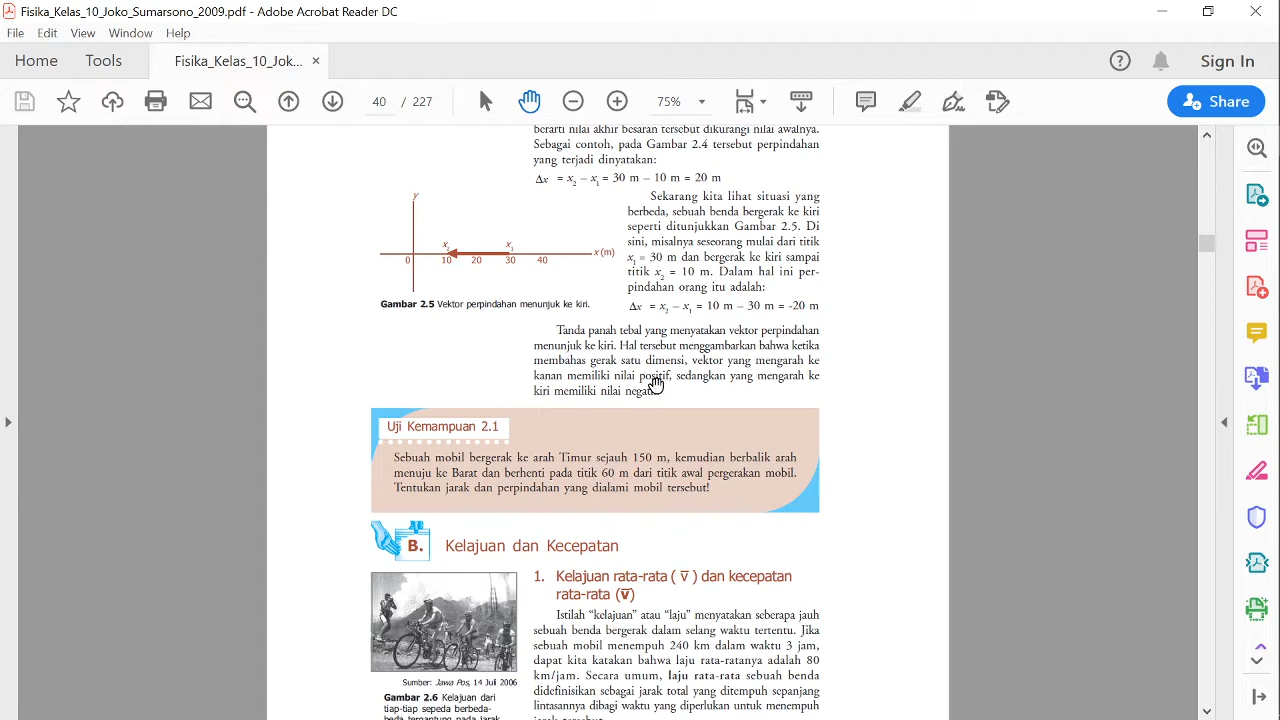 Fisika_Kelas_10_Joko_Sumarsono_2009.pdf - Adobe Acrobat Reader DC
File Edit View Window Help
Home Tools Fisika_Kelas_10_Jok... × Sign In
40 / 227 75% Share
berarti nilai akhir besaran tersebut dikurangi nilai awalnya.
Sebagai contoh, pada Gambar 2.4 tersebut perpindahan
yang terjadi dinyatakan:
Δx = x₂ – x₁ = 30 m – 10 m = 20 m
y
x₂ x₁
0 10 20 30 40 x (m)
Gambar 2.5 Vektor perpindahan menunjuk ke kiri.
Sekarang kita lihat situasi yang
berbeda, sebuah benda bergerak ke kiri
seperti ditunjukkan Gambar 2.5. Di
sini, misalnya seseorang mulai dari titik
x₁ = 30 m dan bergerak ke kiri sampai
titik x₂ = 10 m. Dalam hal ini per-
pindahan orang itu adalah:
Δx = x₂ – x₁ = 10 m – 30 m = -20 m
Tanda panah tebal yang menyatakan vektor perpindahan
menunjuk ke kiri. Hal tersebut menggambarkan bahwa ketika
membahas gerak satu dimensi, vektor yang mengarah ke
kanan memiliki nilai positif, sedangkan yang mengarah ke
kiri memiliki nilai
Uji Kemampuan 2.1
Sebuah mobil bergerak ke arah Timur sejauh 150 m, kemudian berbalik arah
menuju ke Barat dan berhenti pada titik 60 m dari titik awal pergerakan mobil.
Tentukan jarak dan perpindahan yang dialami mobil tersebut!
B. Kelajuan dan Kecepatan
1. Kelajuan rata-rata ( v̅ ) dan kecepatan
rata-rata (v̅)
Istilah “kelajuan” atau “laju” menyatakan seberapa jauh
sebuah benda bergerak dalam selang waktu tertentu. Jika
sebuah mobil menempuh 240 km dalam waktu 3 jam,
dapat kita katakan bahwa laju rata-ratanya adalah 80
km/jam. Secara umum, laju rata-rata sebuah benda
didefinisikan sebagai jarak total yang ditempuh sepanjang
lintasannya dibagi waktu yang diperlukan untuk menempuh
Sumber: Jawa Pos, 14 Juli 2006
Gambar 2.6 Kelajuan dari
tiap-tiap sepeda berbeda-